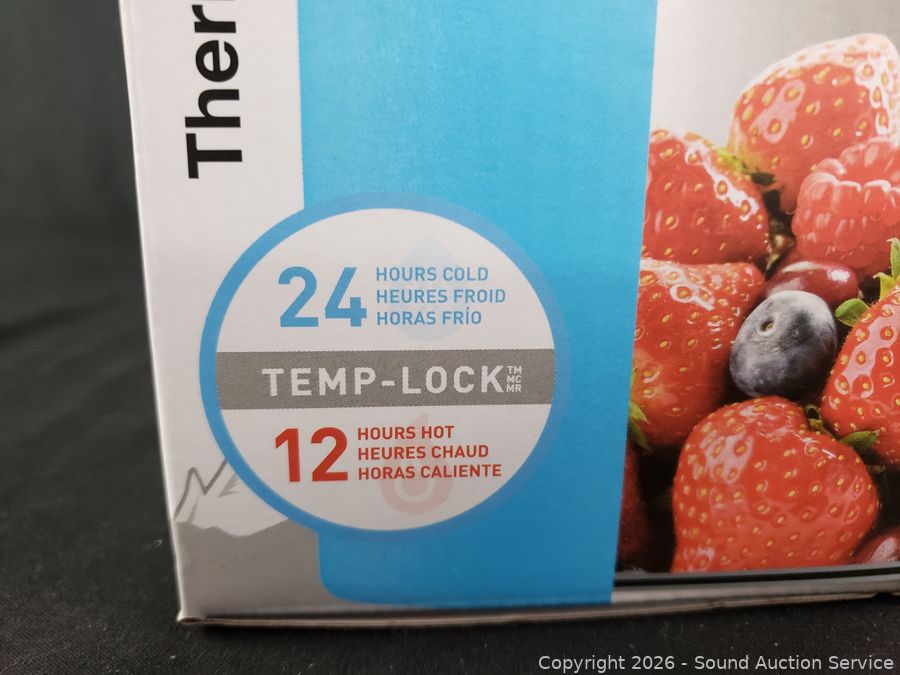 Ther
24 HOURS COLD
HEURES FROID
HORAS FRÍO
TEMP-LOCK™ MC MR
12 HOURS HOT
HEURES CHAUD
HORAS CALIENTE
Copyright 2026 - Sound Auction Service